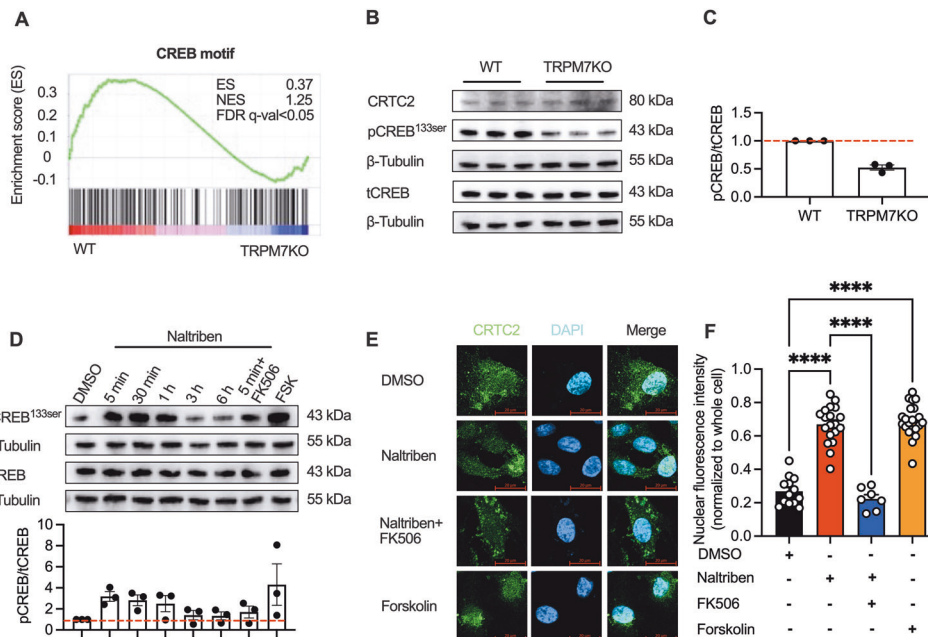 A
CREB motif
Enrichment score (ES)
0.3
0.2
0.1
0
-0.1
ES 0.37
NES 1.25
FDR q-val<0.05
WT TRPM7KO
B
WT TRPM7KO
CRTC2 80 kDa
pCREB133ser 43 kDa
β-Tubulin 55 kDa
tCREB 43 kDa
β-Tubulin 55 kDa
C
pCREB/tCREB
1.5
1.0
0.5
0.0
WT TRPM7KO
D
Naltriben
DMSO 5 min 30 min 1 h 3 h 6 h 5 min+ FK506 FSK
CREB133ser 43 kDa
Tubulin 55 kDa
REB 43 kDa
Tubulin 55 kDa
pCREB/tCREB
10
8
6
4
2
0
E
CRTC2 DAPI Merge
DMSO
Naltriben
Naltriben+
FK506
Forskolin
F
****
****
****
Nuclear fluorescence intensity
(normalized to whole cell)
1.0
0.8
0.6
0.4
0.2
0.0
DMSO + - - -
Naltriben - + + -
FK506 - - + -
Forskolin - - - +